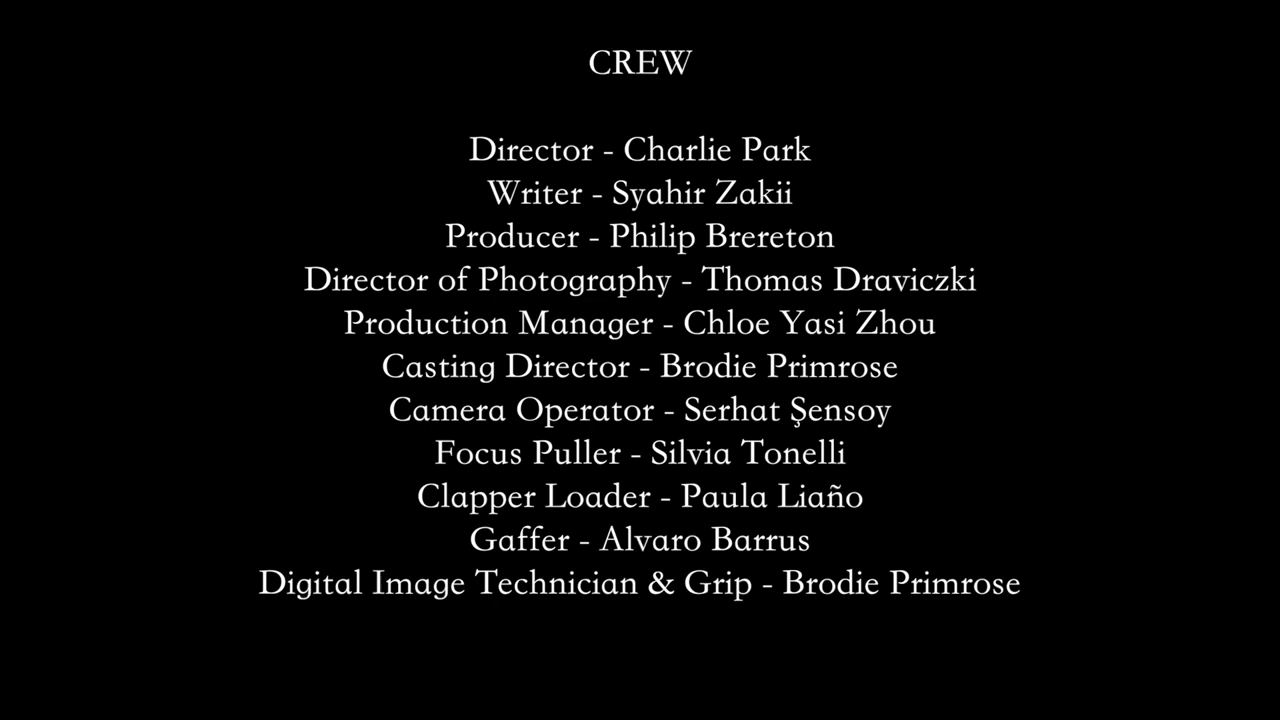 CREW
Director - Charlie Park
Writer - Syahir Zakii
Producer - Philip Brereton
Director of Photography - Thomas Draviczki
Production Manager - Chloe Yasi Zhou
Casting Director - Brodie Primrose
Camera Operator - Serhat Şensoy
Focus Puller - Silvia Tonelli
Clapper Loader - Paula Liaño
Gaffer - Alvaro Barrus
Digital Image Technician & Grip - Brodie Primrose